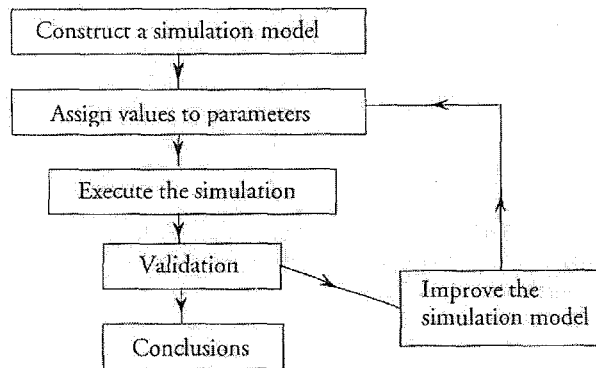 Construct a simulation model
Assign values to parameters
Execute the simulation
Validation
Improve the
simulation model
Conclusions